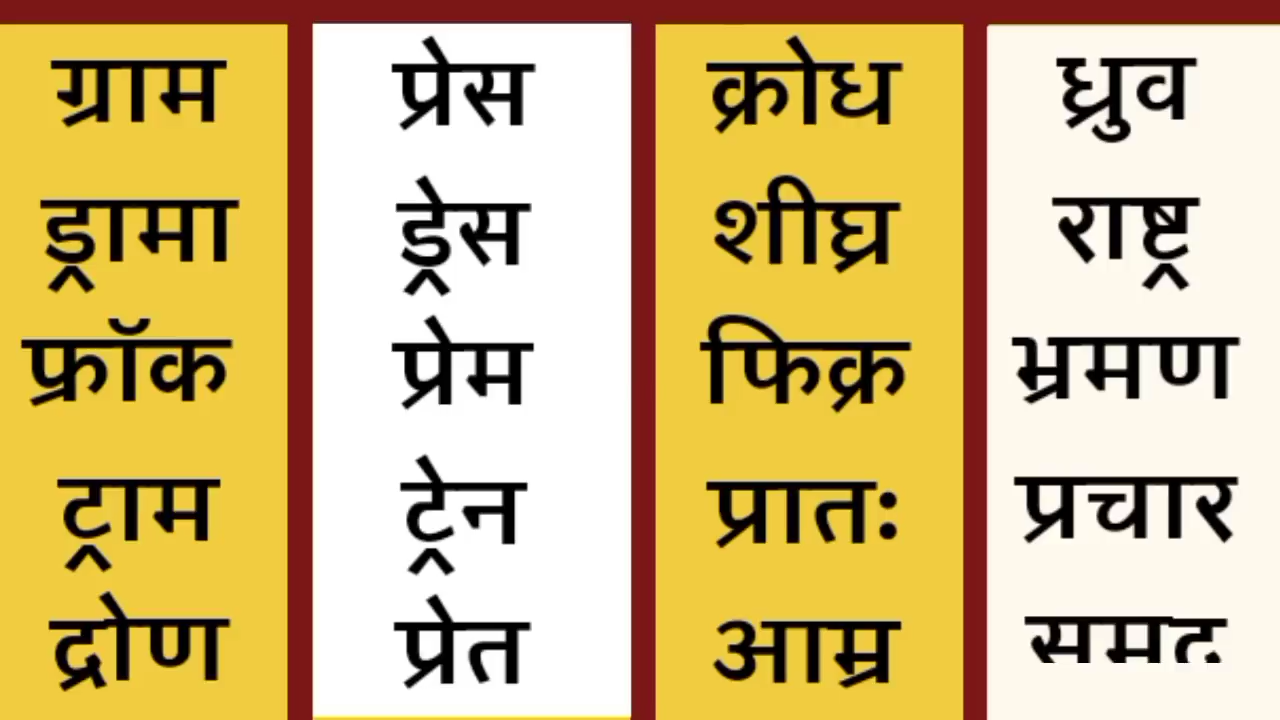 ग्राम
ड्रामा
फ्रॉक
ट्राम
द्रोण
प्रेस
ड्रेस
प्रेम
ट्रेन
प्रेत
क्रोध
शीघ्र
फिक्र
प्रातः
आम्र
ध्रुव
राष्ट्र
भ्रमण
प्रचार